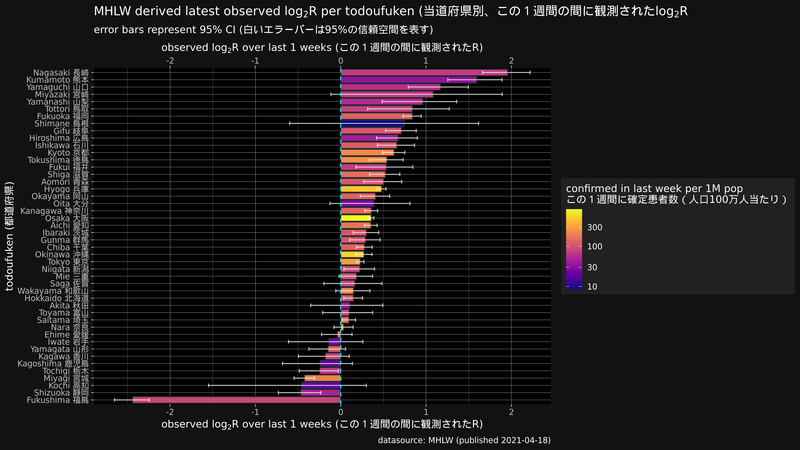 MHLW derived latest observed log₂R per todoufuken (当道府県別、この１週間の間に観測されたlog₂R
error bars represent 95% CI (白いエラーバーは95%の信頼空間を表す)
observed log₂R over last 1 weeks (この１週間の間に観測されたR)
-2 -1 0 1 2
todoufuken (都道府県)
Nagasaki 長崎
Kumamoto 熊本
Yamaguchi 山口
Miyazaki 宮崎
Yamanashi 山梨
Tottori 鳥取
Fukuoka 福岡
Shimane 島根
Gifu 岐阜
Hiroshima 広島
Ishikawa 石川
Kyoto 京都
Tokushima 徳島
Fukui 福井
Shiga 滋賀
Aomori 青森
Hyogo 兵庫
Okayama 岡山
Oita 大分
Kanagawa 神奈川
Osaka 大阪
Aichi 愛知
Ibaraki 茨城
Gunma 群馬
Chiba 千葉
Okinawa 沖縄
Tokyo 東京
Niigata 新潟
Mie 三重
Saga 佐賀
Wakayama 和歌山
Hokkaido 北海道
Akita 秋田
Toyama 富山
Saitama 埼玉
Nara 奈良
Ehime 愛媛
Iwate 岩手
Yamagata 山形
Kagawa 香川
Kagoshima 鹿児島
Tochigi 栃木
Miyagi 宮城
Kochi 高知
Shizuoka 静岡
Fukushima 福島
-2 -1 0 1 2
observed log₂R over last 1 weeks (この１週間の間に観測されたR)
confirmed in last week per 1M pop
この１週間に確定患者数 ( 人口100万人当たり )
300
100
30
10
datasource: MHLW (published 2021-04-18)